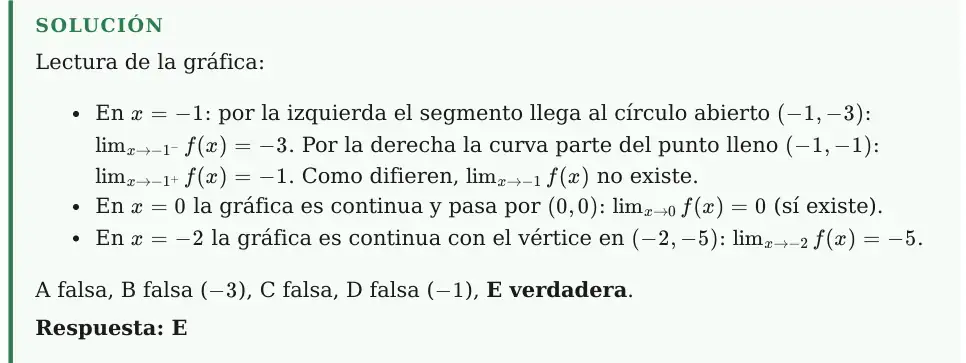 SOLUCIÓN
Lectura de la gráfica:
• En x = −1: por la izquierda el segmento llega al círculo abierto (−1, −3):
lim_{x→−1⁻} f(x) = −3. Por la derecha la curva parte del punto lleno (−1, −1):
lim_{x→−1⁺} f(x) = −1. Como difieren, lim_{x→−1} f(x) no existe.
• En x = 0 la gráfica es continua y pasa por (0, 0): lim_{x→0} f(x) = 0 (sí existe).
• En x = −2 la gráfica es continua con el vértice en (−2, −5): lim_{x→−2} f(x) = −5.
A falsa, B falsa (−3), C falsa, D falsa (−1), E verdadera.
Respuesta: E